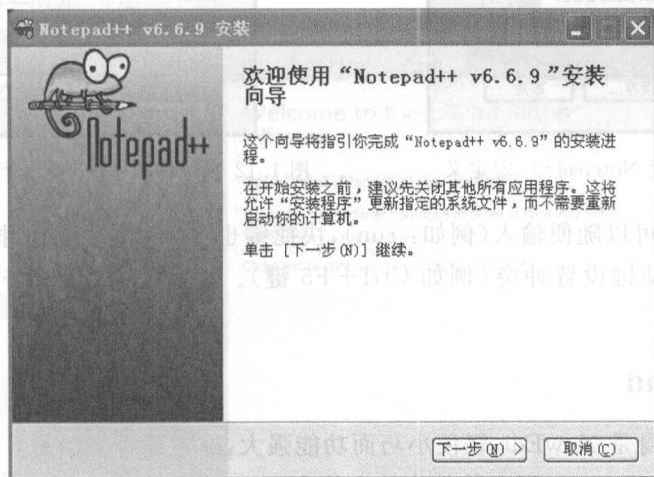 Notepad++ v6.6.9 安装
Notepad++
欢迎使用“Notepad++ v6.6.9”安装
向导
这个向导将指引你完成“Notepad++ v6.6.9”的安装进
程。
在开始安装之前，建议先关闭其他所有应用程序。这将
允许“安装程序”更新指定的系统文件，而不需要重新
启动你的计算机。
单击 [下一步(N)] 继续。
下一步(N) >
取消(C)